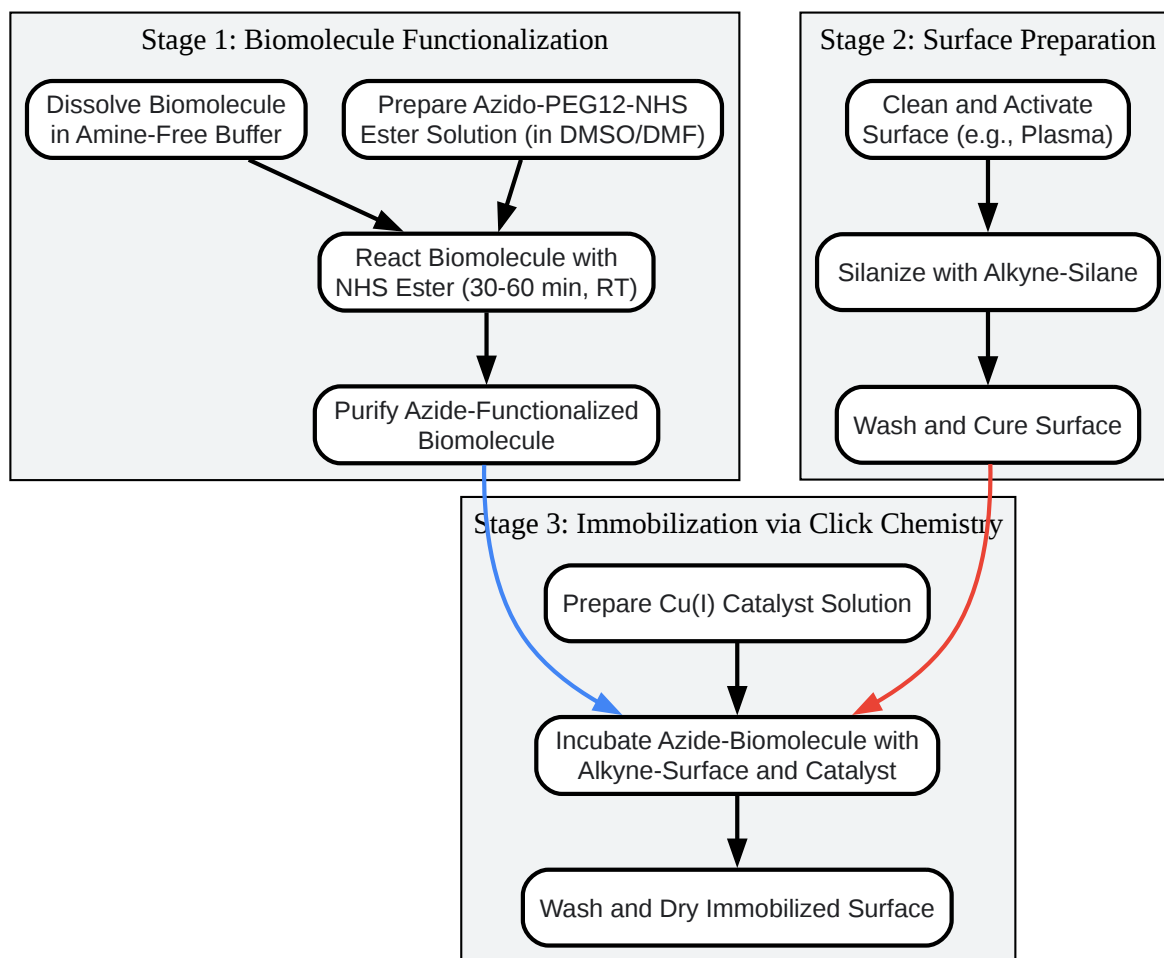 Stage 1: Biomolecule Functionalization
Dissolve Biomolecule
in Amine-Free Buffer
Prepare Azido-PEG12-NHS
Ester Solution (in DMSO/DMF)
React Biomolecule with
NHS Ester (30-60 min, RT)
Purify Azide-Functionalized
Biomolecule
Stage 2: Surface Preparation
Clean and Activate
Surface (e.g., Plasma)
Silanize with Alkyne-Silane
Wash and Cure Surface
Stage 3: Immobilization via Click Chemistry
Prepare Cu(I) Catalyst Solution
Incubate Azide-Biomolecule with
Alkyne-Surface and Catalyst
Wash and Dry Immobilized Surface